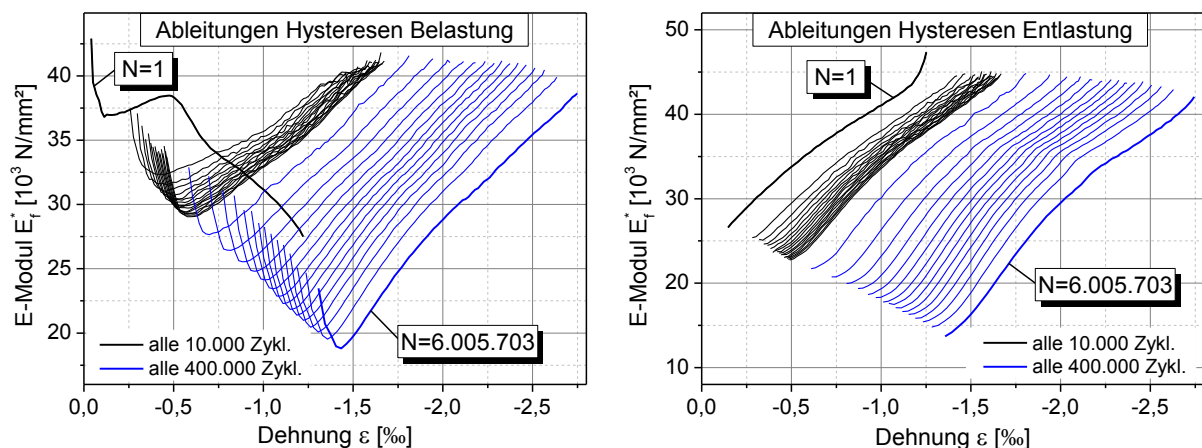 Ableitungen Hysteresen Belastung
E-Modul E*f [10³ N/mm²]
40
35
30
25
20
N=1
N=6.005.703
alle 10.000 Zykl.
alle 400.000 Zykl.
0,0 -0,5 -1,0 -1,5 -2,0 -2,5
Dehnung ε [‰]
Ableitungen Hysteresen Entlastung
E-Modul E*f [10³ N/mm²]
50
40
30
20
10
N=1
N=6.005.703
alle 10.000 Zykl.
alle 400.000 Zykl.
0,0 -0,5 -1,0 -1,5 -2,0 -2,5
Dehnung ε [‰]